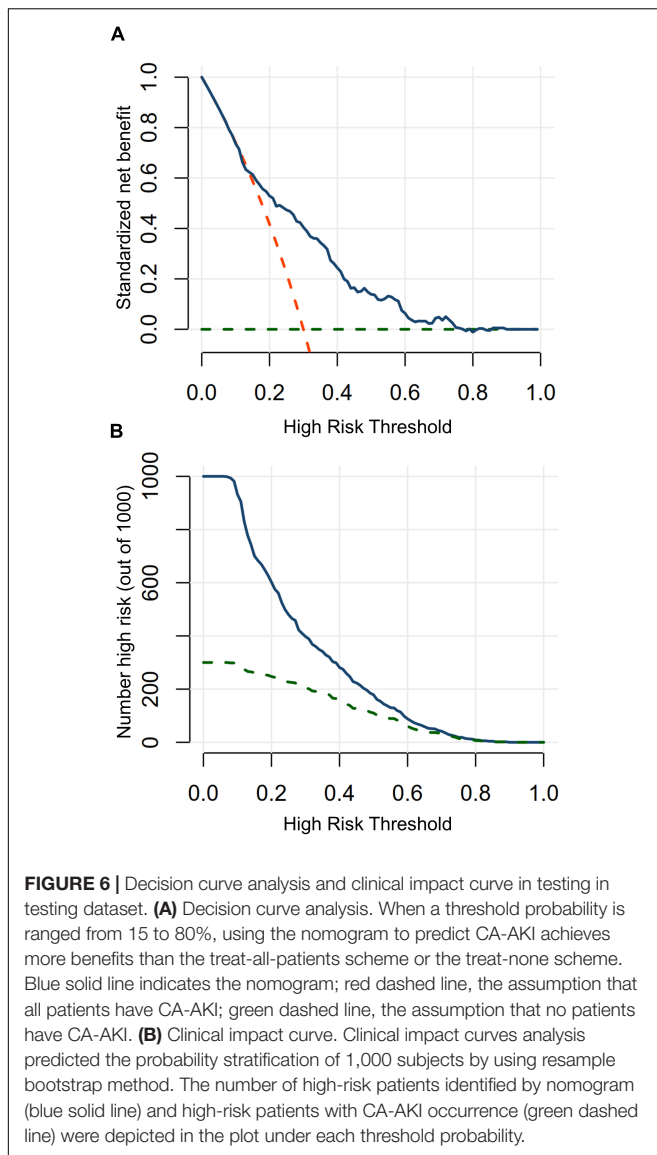 A
Standardized net benefit
1.0
0.8
0.6
0.4
0.2
0.0
0.0 0.2 0.4 0.6 0.8 1.0
High Risk Threshold
B
Number high risk (out of 1000)
1000
600
200
0
0.0 0.2 0.4 0.6 0.8 1.0
High Risk Threshold
FIGURE 6 | Decision curve analysis and clinical impact curve in testing in
testing dataset. (A) Decision curve analysis. When a threshold probability is
ranged from 15 to 80%, using the nomogram to predict CA-AKI achieves
more benefits than the treat-all-patients scheme or the treat-none scheme.
Blue solid line indicates the nomogram; red dashed line, the assumption that
all patients have CA-AKI; green dashed line, the assumption that no patients
have CA-AKI. (B) Clinical impact curve. Clinical impact curves analysis
predicted the probability stratification of 1,000 subjects by using resample
bootstrap method. The number of high-risk patients identified by nomogram
(blue solid line) and high-risk patients with CA-AKI occurrence (green dashed
line) were depicted in the plot under each threshold probability.